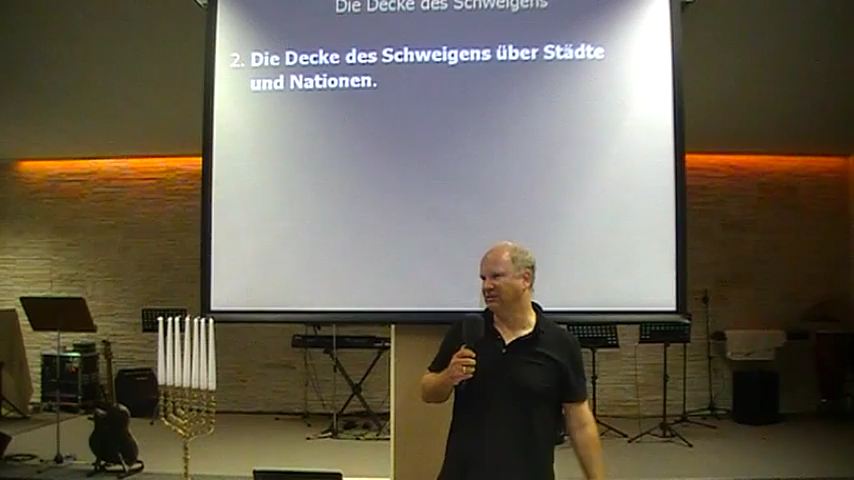 Die Decke des Schweigens
2. Die Decke des Schweigens über Städte
und Nationen.